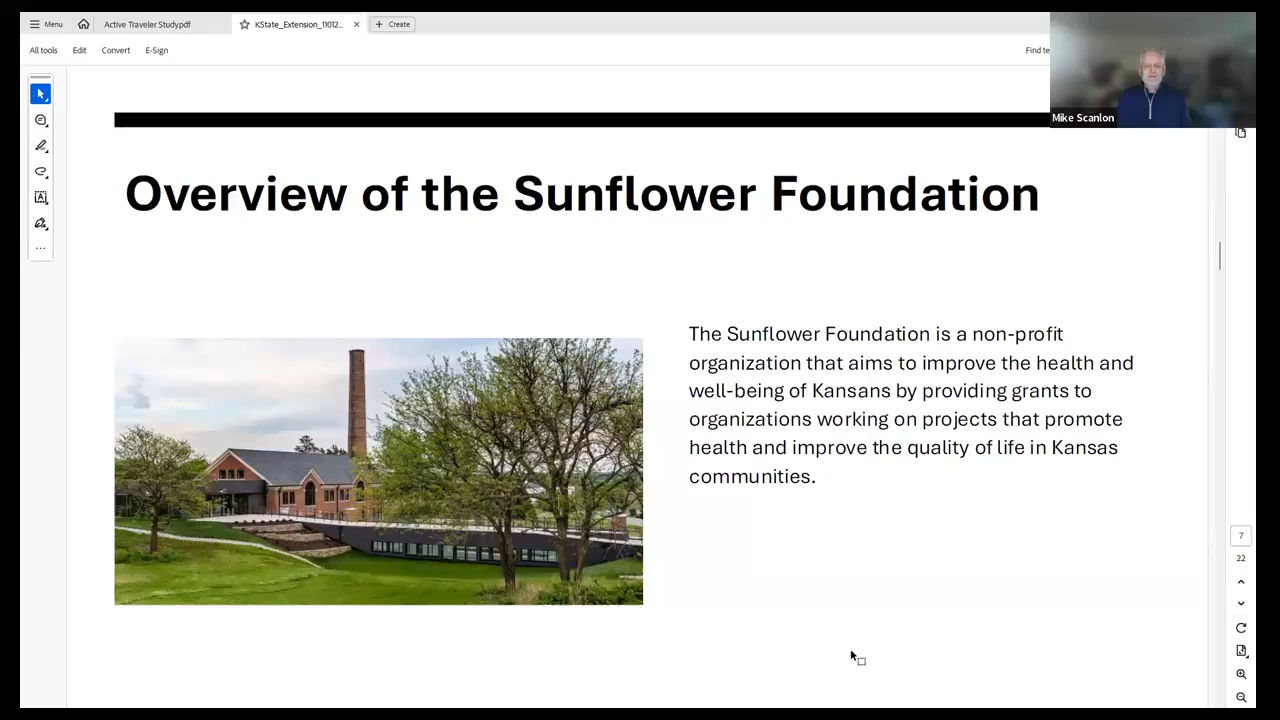 Menu
Active Traveler Study.pdf
KState_Extension_11012...
Create
All tools
Edit
Convert
E-Sign
Find te
Mike Scanlon
Overview of the Sunflower Foundation
The Sunflower Foundation is a non-profit
organization that aims to improve the health and
well-being of Kansans by providing grants to
organizations working on projects that promote
health and improve the quality of life in Kansas
communities.
7
22